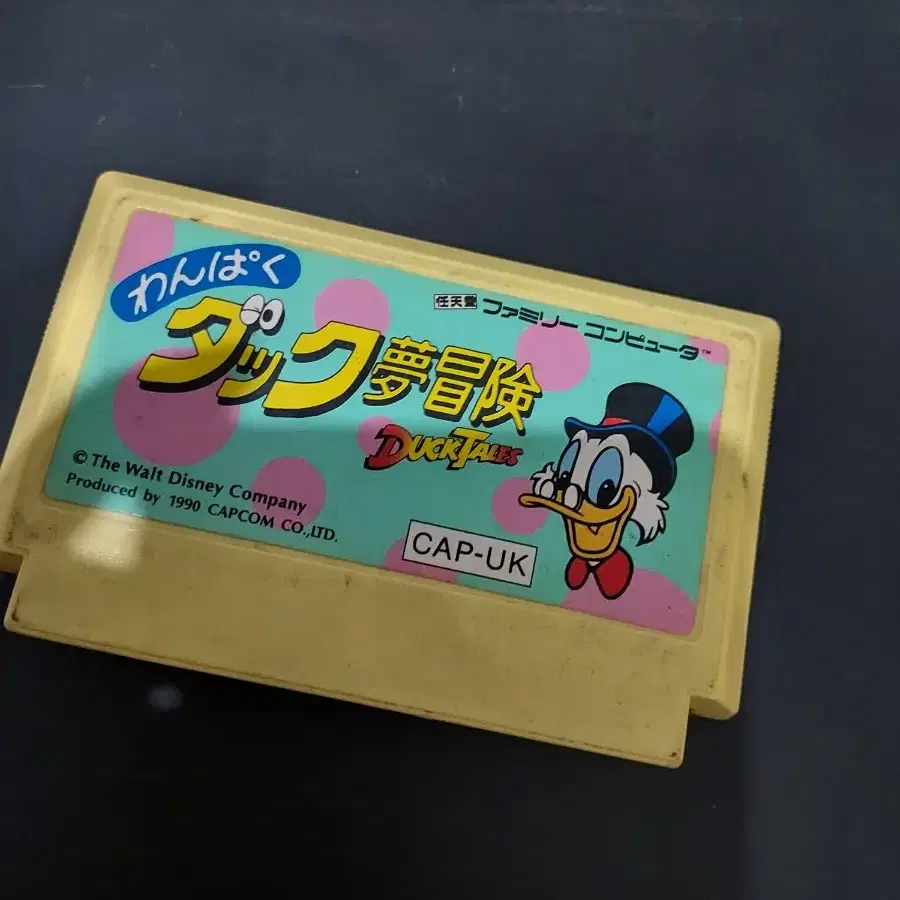 わんぱく
任天堂 ファミリー コンピュータ™
ダック夢冒険
DUCKTALES
© The Walt Disney Company
Produced by 1990 CAPCOM CO.,LTD.
CAP-UK